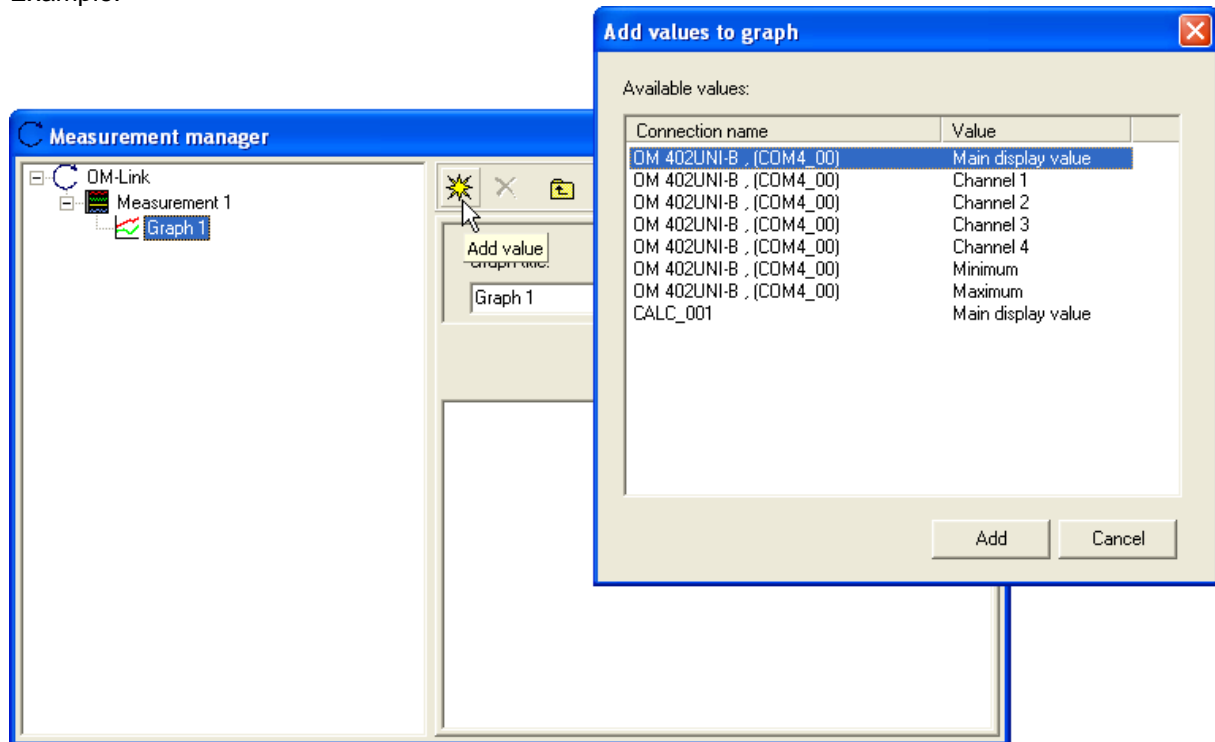 Example:
Add values to graph
Available values:
Connection name Value
OM 402UNI-B , (COM4_00) Main display value
OM 402UNI-B , (COM4_00) Channel 1
OM 402UNI-B , (COM4_00) Channel 2
OM 402UNI-B , (COM4_00) Channel 3
OM 402UNI-B , (COM4_00) Channel 4
OM 402UNI-B , (COM4_00) Minimum
OM 402UNI-B , (COM4_00) Maximum
CALC_001 Main display value
Add Cancel
Measurement manager
OM-Link
Measurement 1
Graph 1
Add value
Graph title:
Graph 1